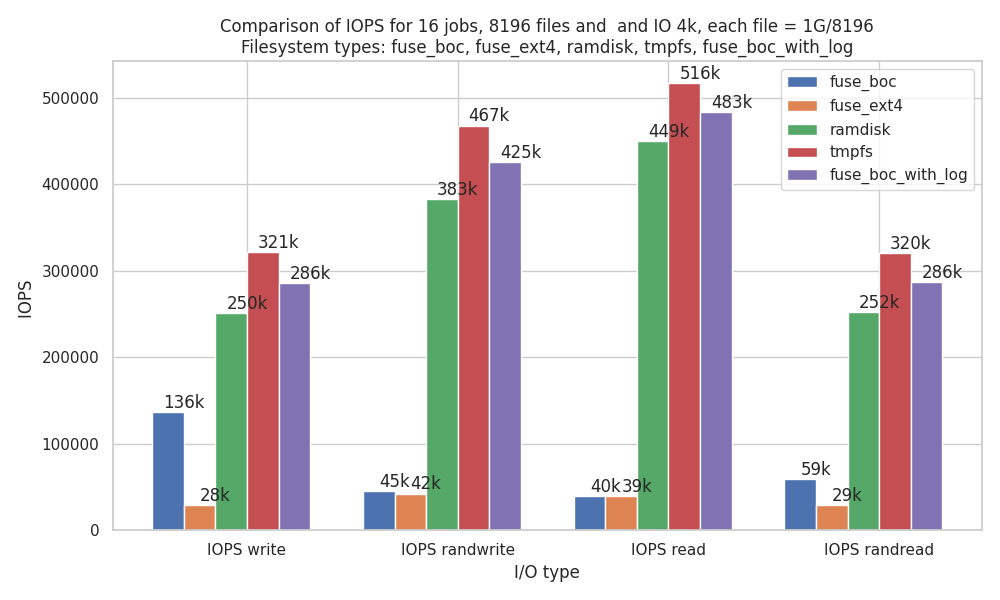 Comparison of IOPS for 16 jobs, 8196 files and  and IO 4k, each file = 1G/8196
Filesystem types: fuse_boc, fuse_ext4, ramdisk, tmpfs, fuse_boc_with_log
fuse_boc
fuse_ext4
ramdisk
tmpfs
fuse_boc_with_log
IOPS
500000
400000
300000
200000
100000
0
136k
28k
250k
321k
286k
45k
42k
383k
467k
425k
40k
39k
449k
516k
483k
59k
29k
252k
320k
286k
IOPS write
IOPS randwrite
IOPS read
IOPS randread
I/O type